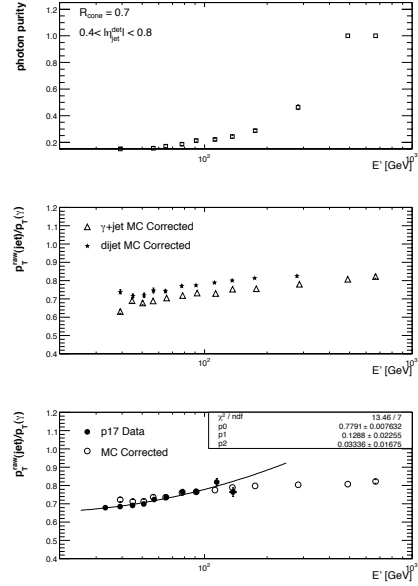 photon purity
1.2
1.0
0.8
0.6
0.4
0.2
R_cone = 0.7
0.4< |η^det_jet| < 0.8
10²
10³
E' [GeV]
p_T^raw(jet)/p_T(γ)
1.2
1.1
1.0
0.9
0.8
0.7
0.6
0.5
0.4
γ+jet MC Corrected
dijet MC Corrected
10²
10³
E' [GeV]
p_T^raw(jet)/p_T(γ)
1.2
1.1
1.0
0.9
0.8
0.7
0.6
0.5
0.4
p17 Data
MC Corrected
χ² / ndf 13.46 / 7
p0 0.7791 ± 0.007632
p1 0.1288 ± 0.02255
p2 0.03336 ± 0.01675
10²
10³
E' [GeV]